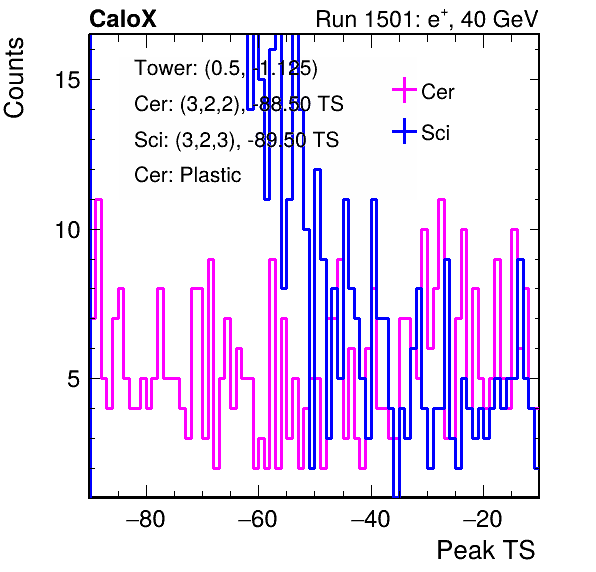 CaloX Run 1501: e⁺, 40 GeV
Counts
Tower: (0.5, -1.125)
Cer: (3,2,2), -88.50 TS
Sci: (3,2,3), -89.50 TS
Cer: Plastic
Cer
Sci
15
10
5
−80 −60 −40 −20
Peak TS